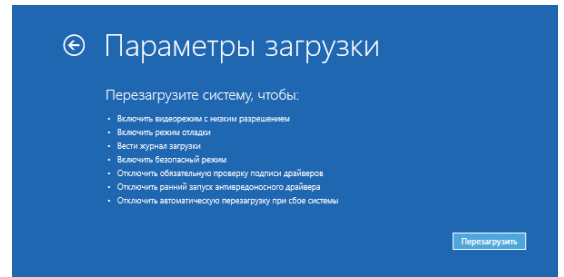 Параметры загрузки
Перезагрузите систему, чтобы:
• Включить видеорежим с низким разрешением
• Включить режим отладки
• Вести журнал загрузки
• Включить безопасный режим
• Отключить обязательную проверку подписи драйверов
• Отключить ранний запуск антивредоносного драйвера
• Отключить автоматическую перезагрузку при сбое системы
Перезагрузить